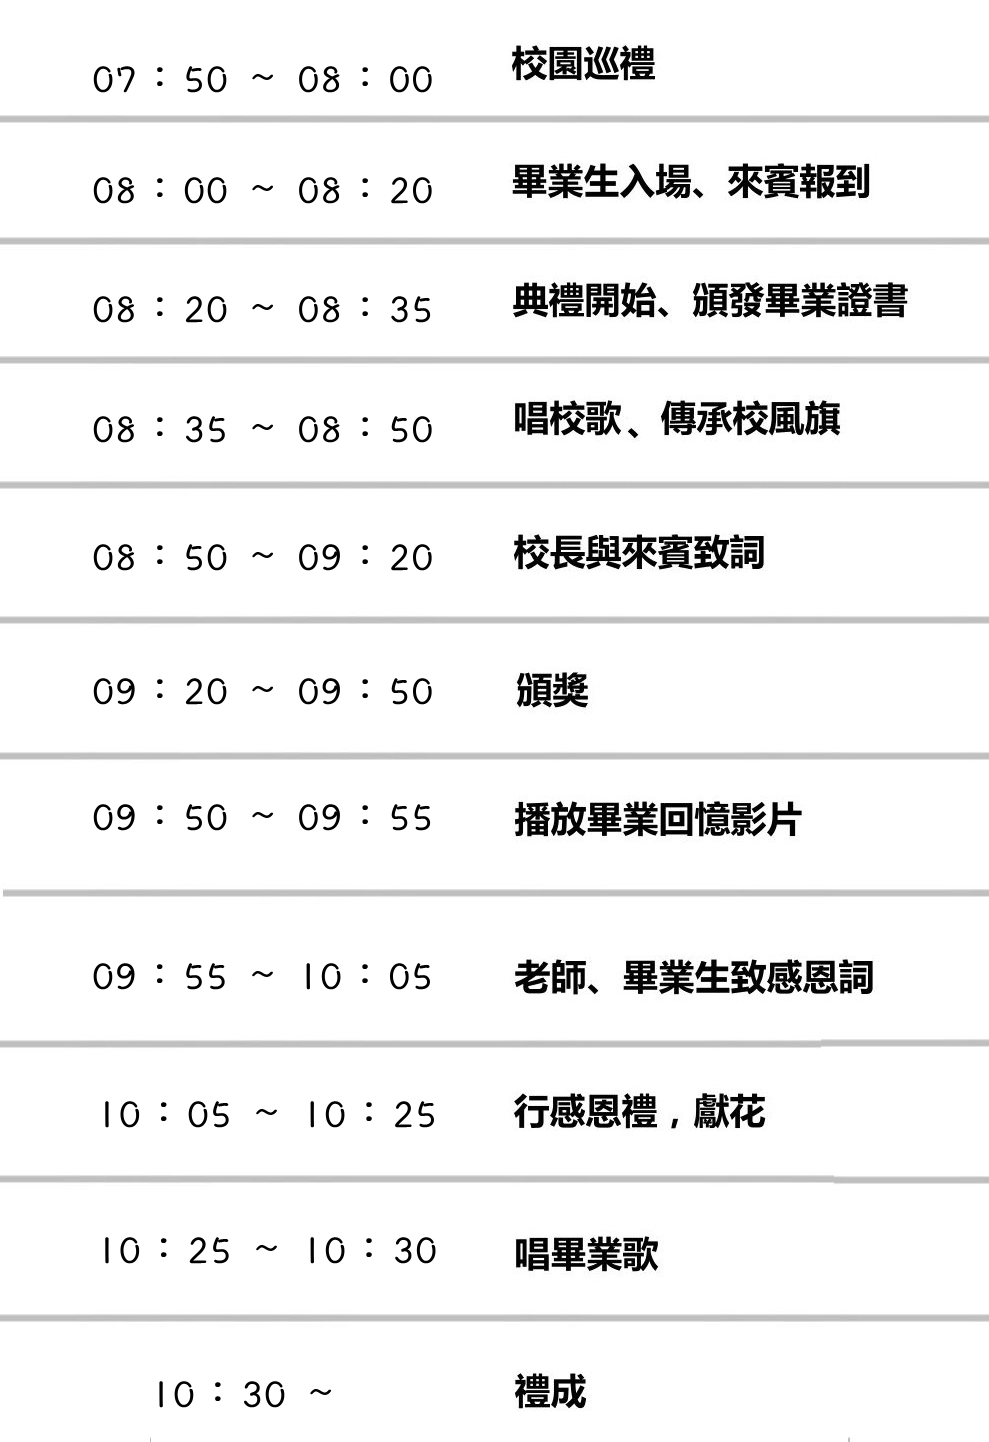 07：50 ~ 08：00 校園巡禮
08：00 ~ 08：20 畢業生入場、來賓報到
08：20 ~ 08：35 典禮開始、頒發畢業證書
08：35 ~ 08：50 唱校歌、傳承校風旗
08：50 ~ 09：20 校長與來賓致詞
09：20 ~ 09：50 頒獎
09：50 ~ 09：55 播放畢業回憶影片
09：55 ~ 10：05 老師、畢業生致感恩詞
10：05 ~ 10：25 行感恩禮，獻花
10：25 ~ 10：30 唱畢業歌
10：30 ~ 禮成